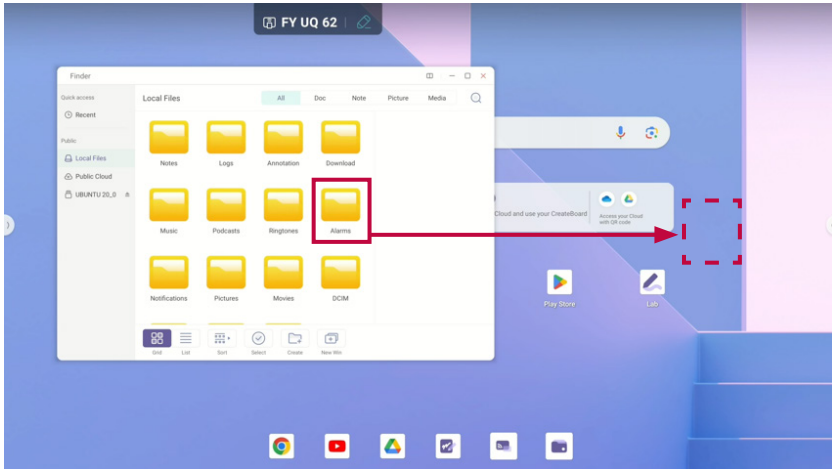 FY UQ 62
Finder
Quick access
Recent
Public
Local Files
Public Cloud
UBUNTU 20_0
Local Files
All
Doc
Note
Picture
Media
Notes
Logs
Annotation
Download
Music
Podcasts
Ringtones
Alarms
Notifications
Pictures
Movies
DCIM
Grid
List
Sort
Select
Create
New Win
Cloud and use your CreateBoard
Access your Cloud
with QR code
Play Store
Lab